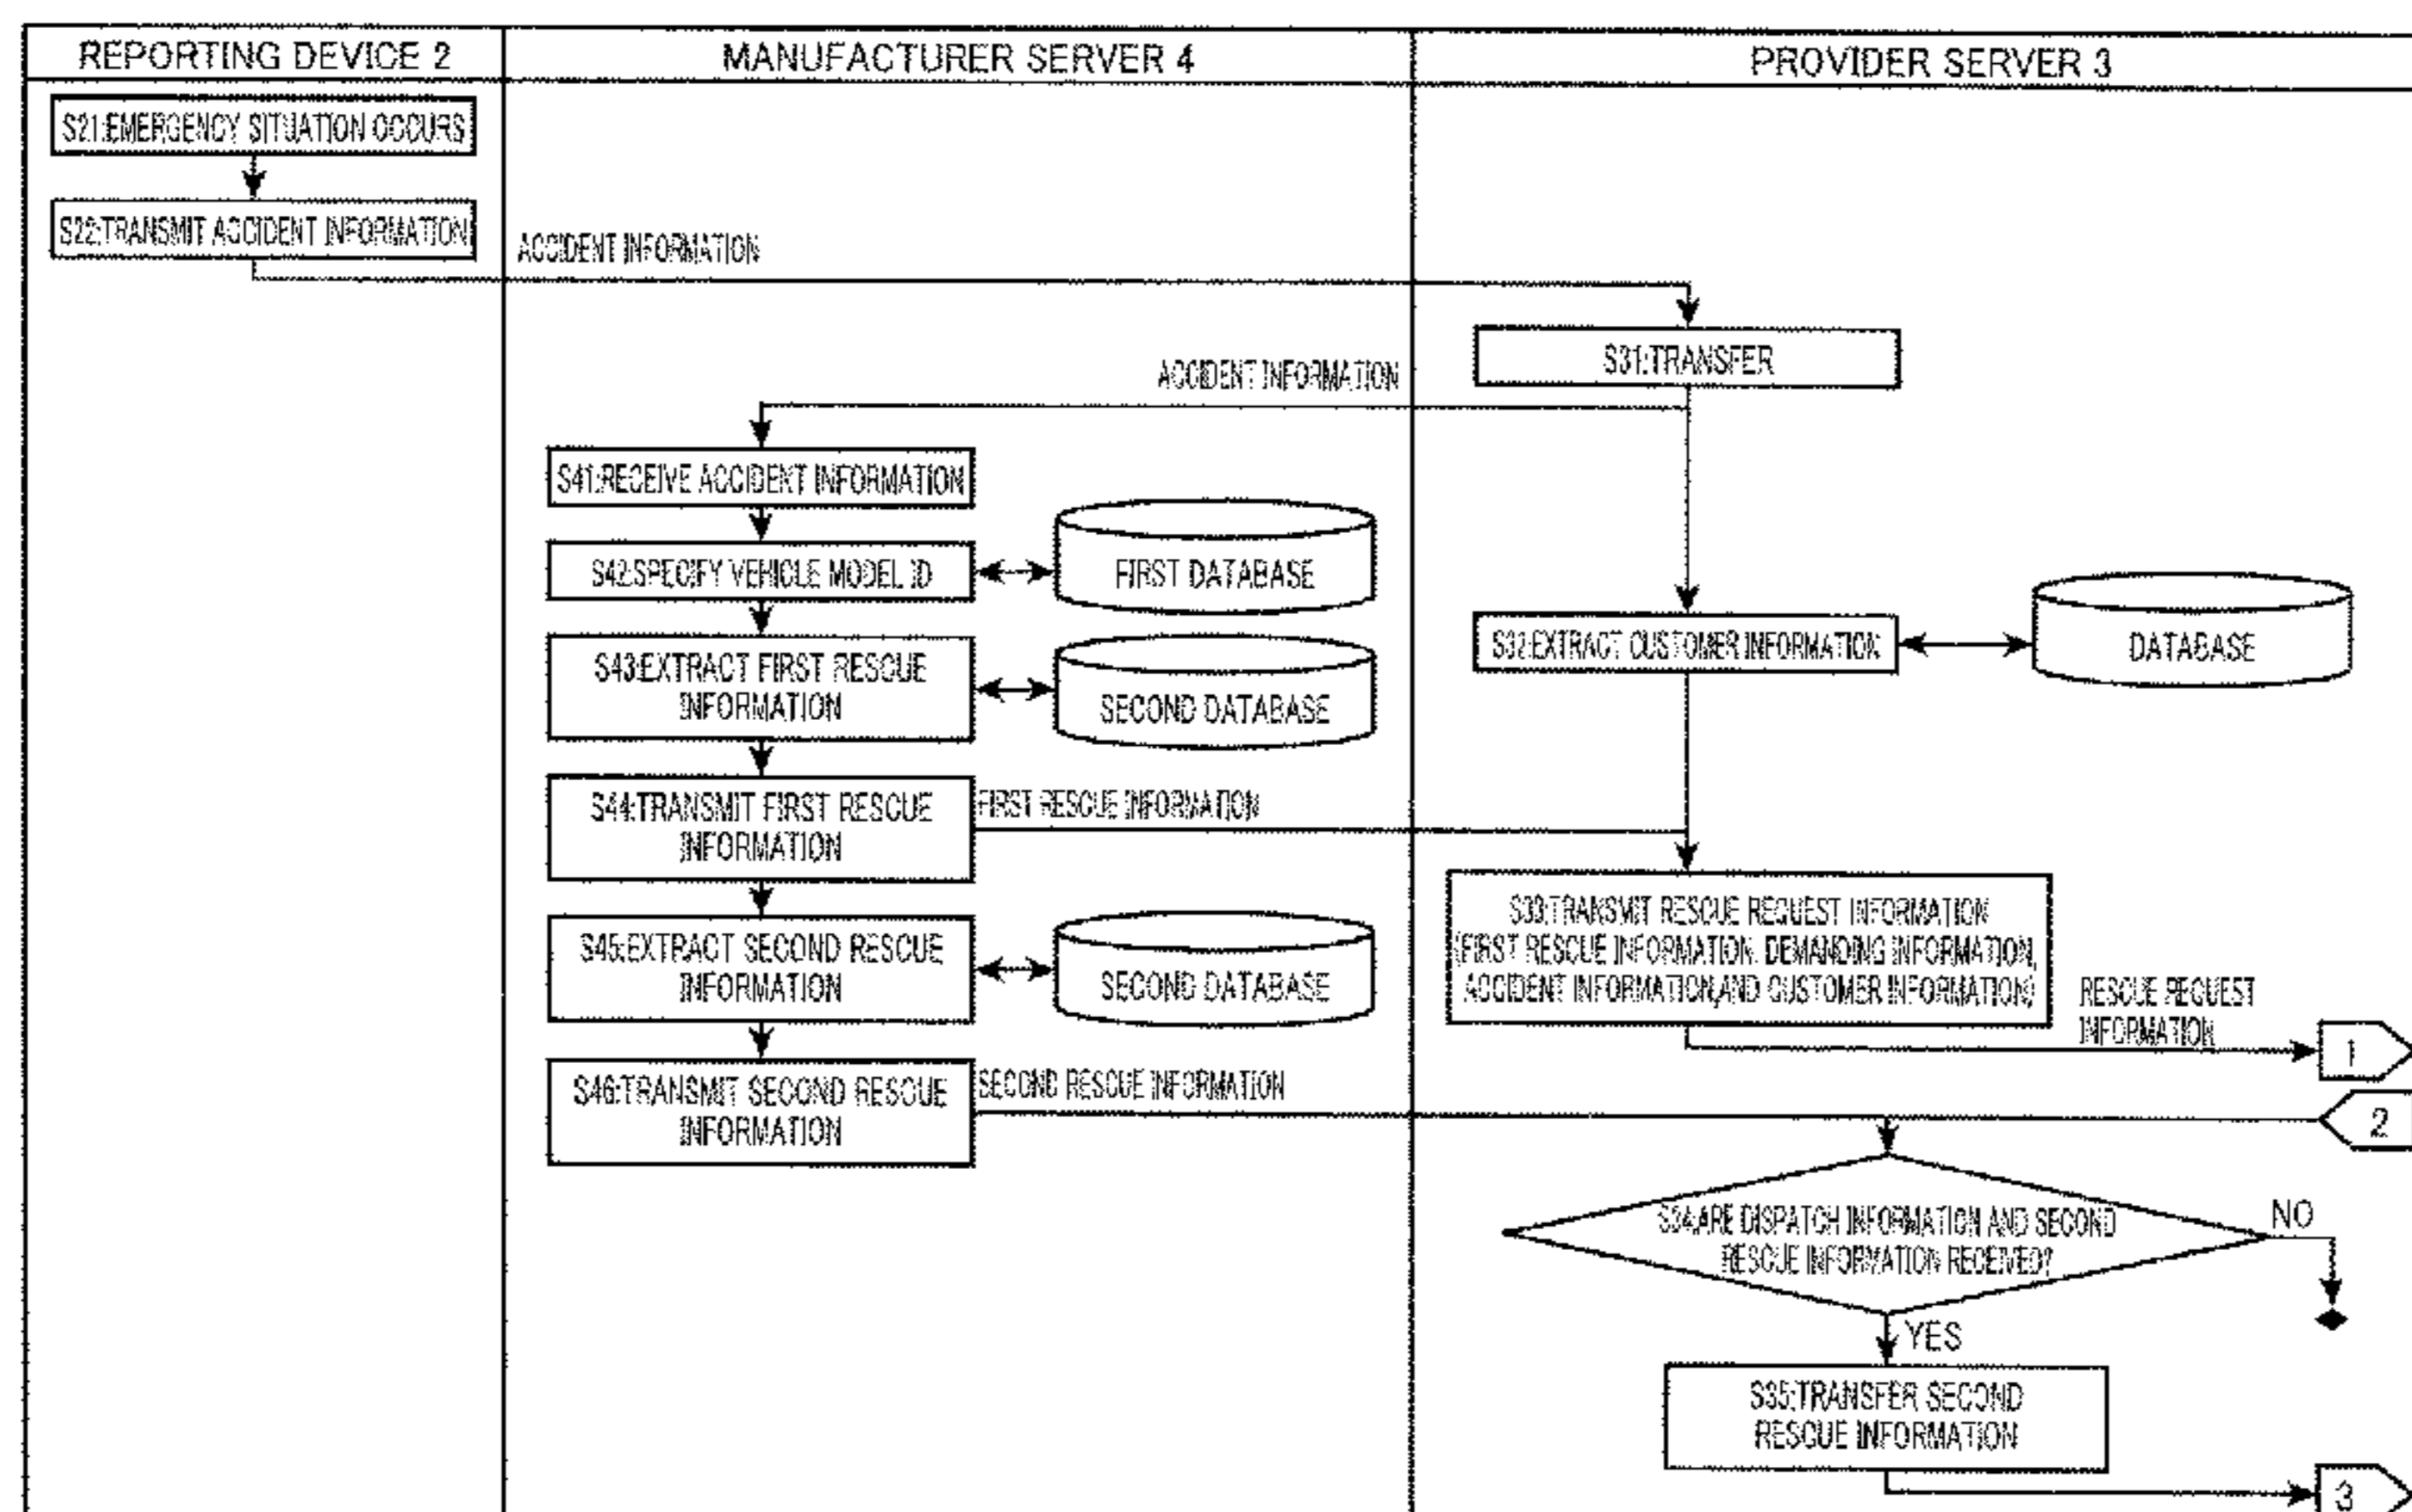 REPORTING DEVICE 2
MANUFACTURER SERVER 4
PROVIDER SERVER 3
S21:EMERGENCY SITUATION OCCURS
S22:TRANSMIT ACCIDENT INFORMATION
ACCIDENT INFORMATION
S31:TRANSFER
ACCIDENT INFORMATION
S41:RECEIVE ACCIDENT INFORMATION
S42:SPECIFY VEHICLE MODEL ID
FIRST DATABASE
S32:EXTRACT CUSTOMER INFORMATION
DATABASE
S43:EXTRACT FIRST RESCUE
INFORMATION
SECOND DATABASE
S44:TRANSMIT FIRST RESCUE
INFORMATION
FIRST RESCUE INFORMATION
S33:TRANSMIT RESCUE REQUEST INFORMATION
(FIRST RESCUE INFORMATION, DEMANDING INFORMATION,
ACCIDENT INFORMATION,AND CUSTOMER INFORMATION)
S45:EXTRACT SECOND RESCUE
INFORMATION
SECOND DATABASE
RESCUE REQUEST
INFORMATION
1
S46:TRANSMIT SECOND RESCUE
INFORMATION
SECOND RESCUE INFORMATION
2
S34:ARE DISPATCH INFORMATION AND SECOND
RESCUE INFORMATION RECEIVED?
NO
YES
S35:TRANSFER SECOND
RESCUE INFORMATION
3